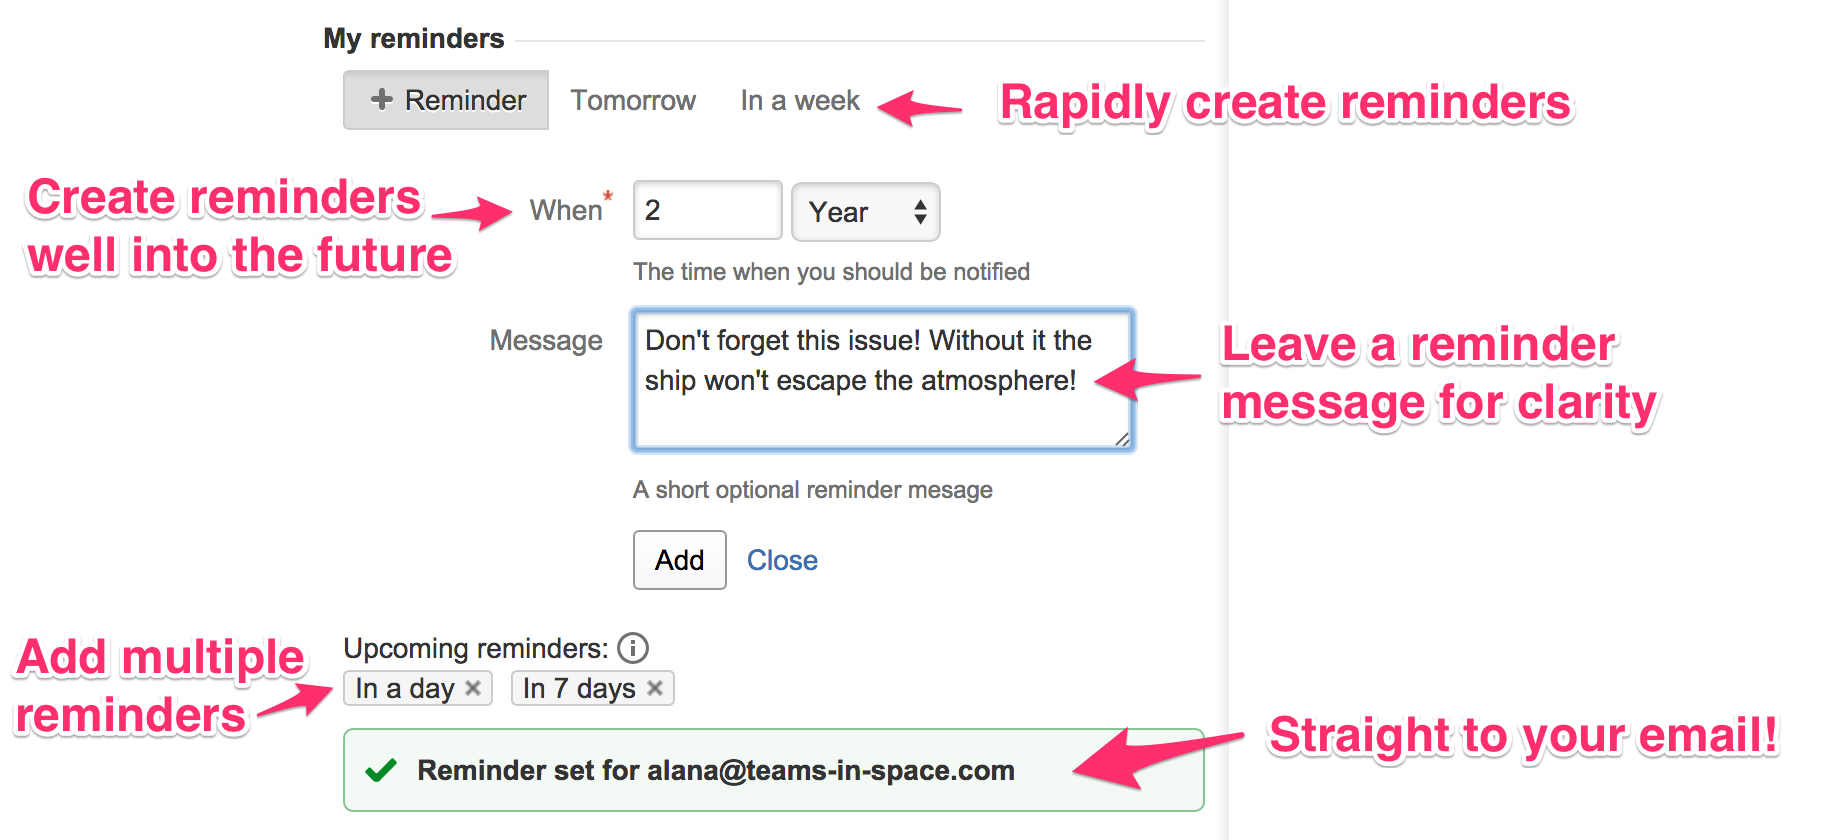 My reminders
+ Reminder Tomorrow In a week
Rapidly create reminders
Create reminders
well into the future
When* 2 Year
The time when you should be notified
Message
Don't forget this issue! Without it the
ship won't escape the atmosphere!
Leave a reminder
message for clarity
A short optional reminder mesage
Add Close
Add multiple
reminders
Upcoming reminders:
In a day × In 7 days ×
Reminder set for alana@teams-in-space.com
Straight to your email!